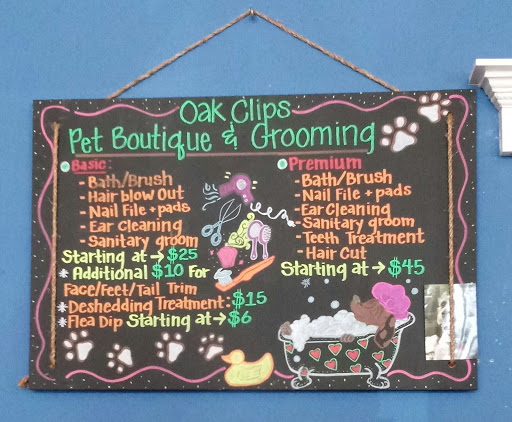 Oak Clips
Pet Boutique & Grooming
Basic:
- Bath/Brush
- Hair blow Out
- Nail File + pads
- Ear Cleaning
- Sanitary groom
Starting at → $25
* Additional $10 For
Face/Feet/Tail Trim
* Deshedding Treatment: $15
* Flea Dip Starting at → $6
Premium
- Bath/Brush
- Nail File + pads
- Ear Cleaning
- Sanitary groom
- Teeth Treatment
- Hair Cut
Starting at → $45